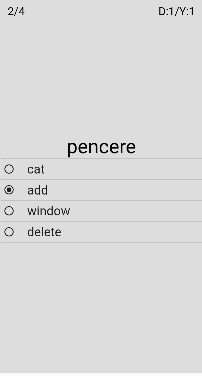 2/4 D:1/Y:1
pencere
cat
add
window
delete